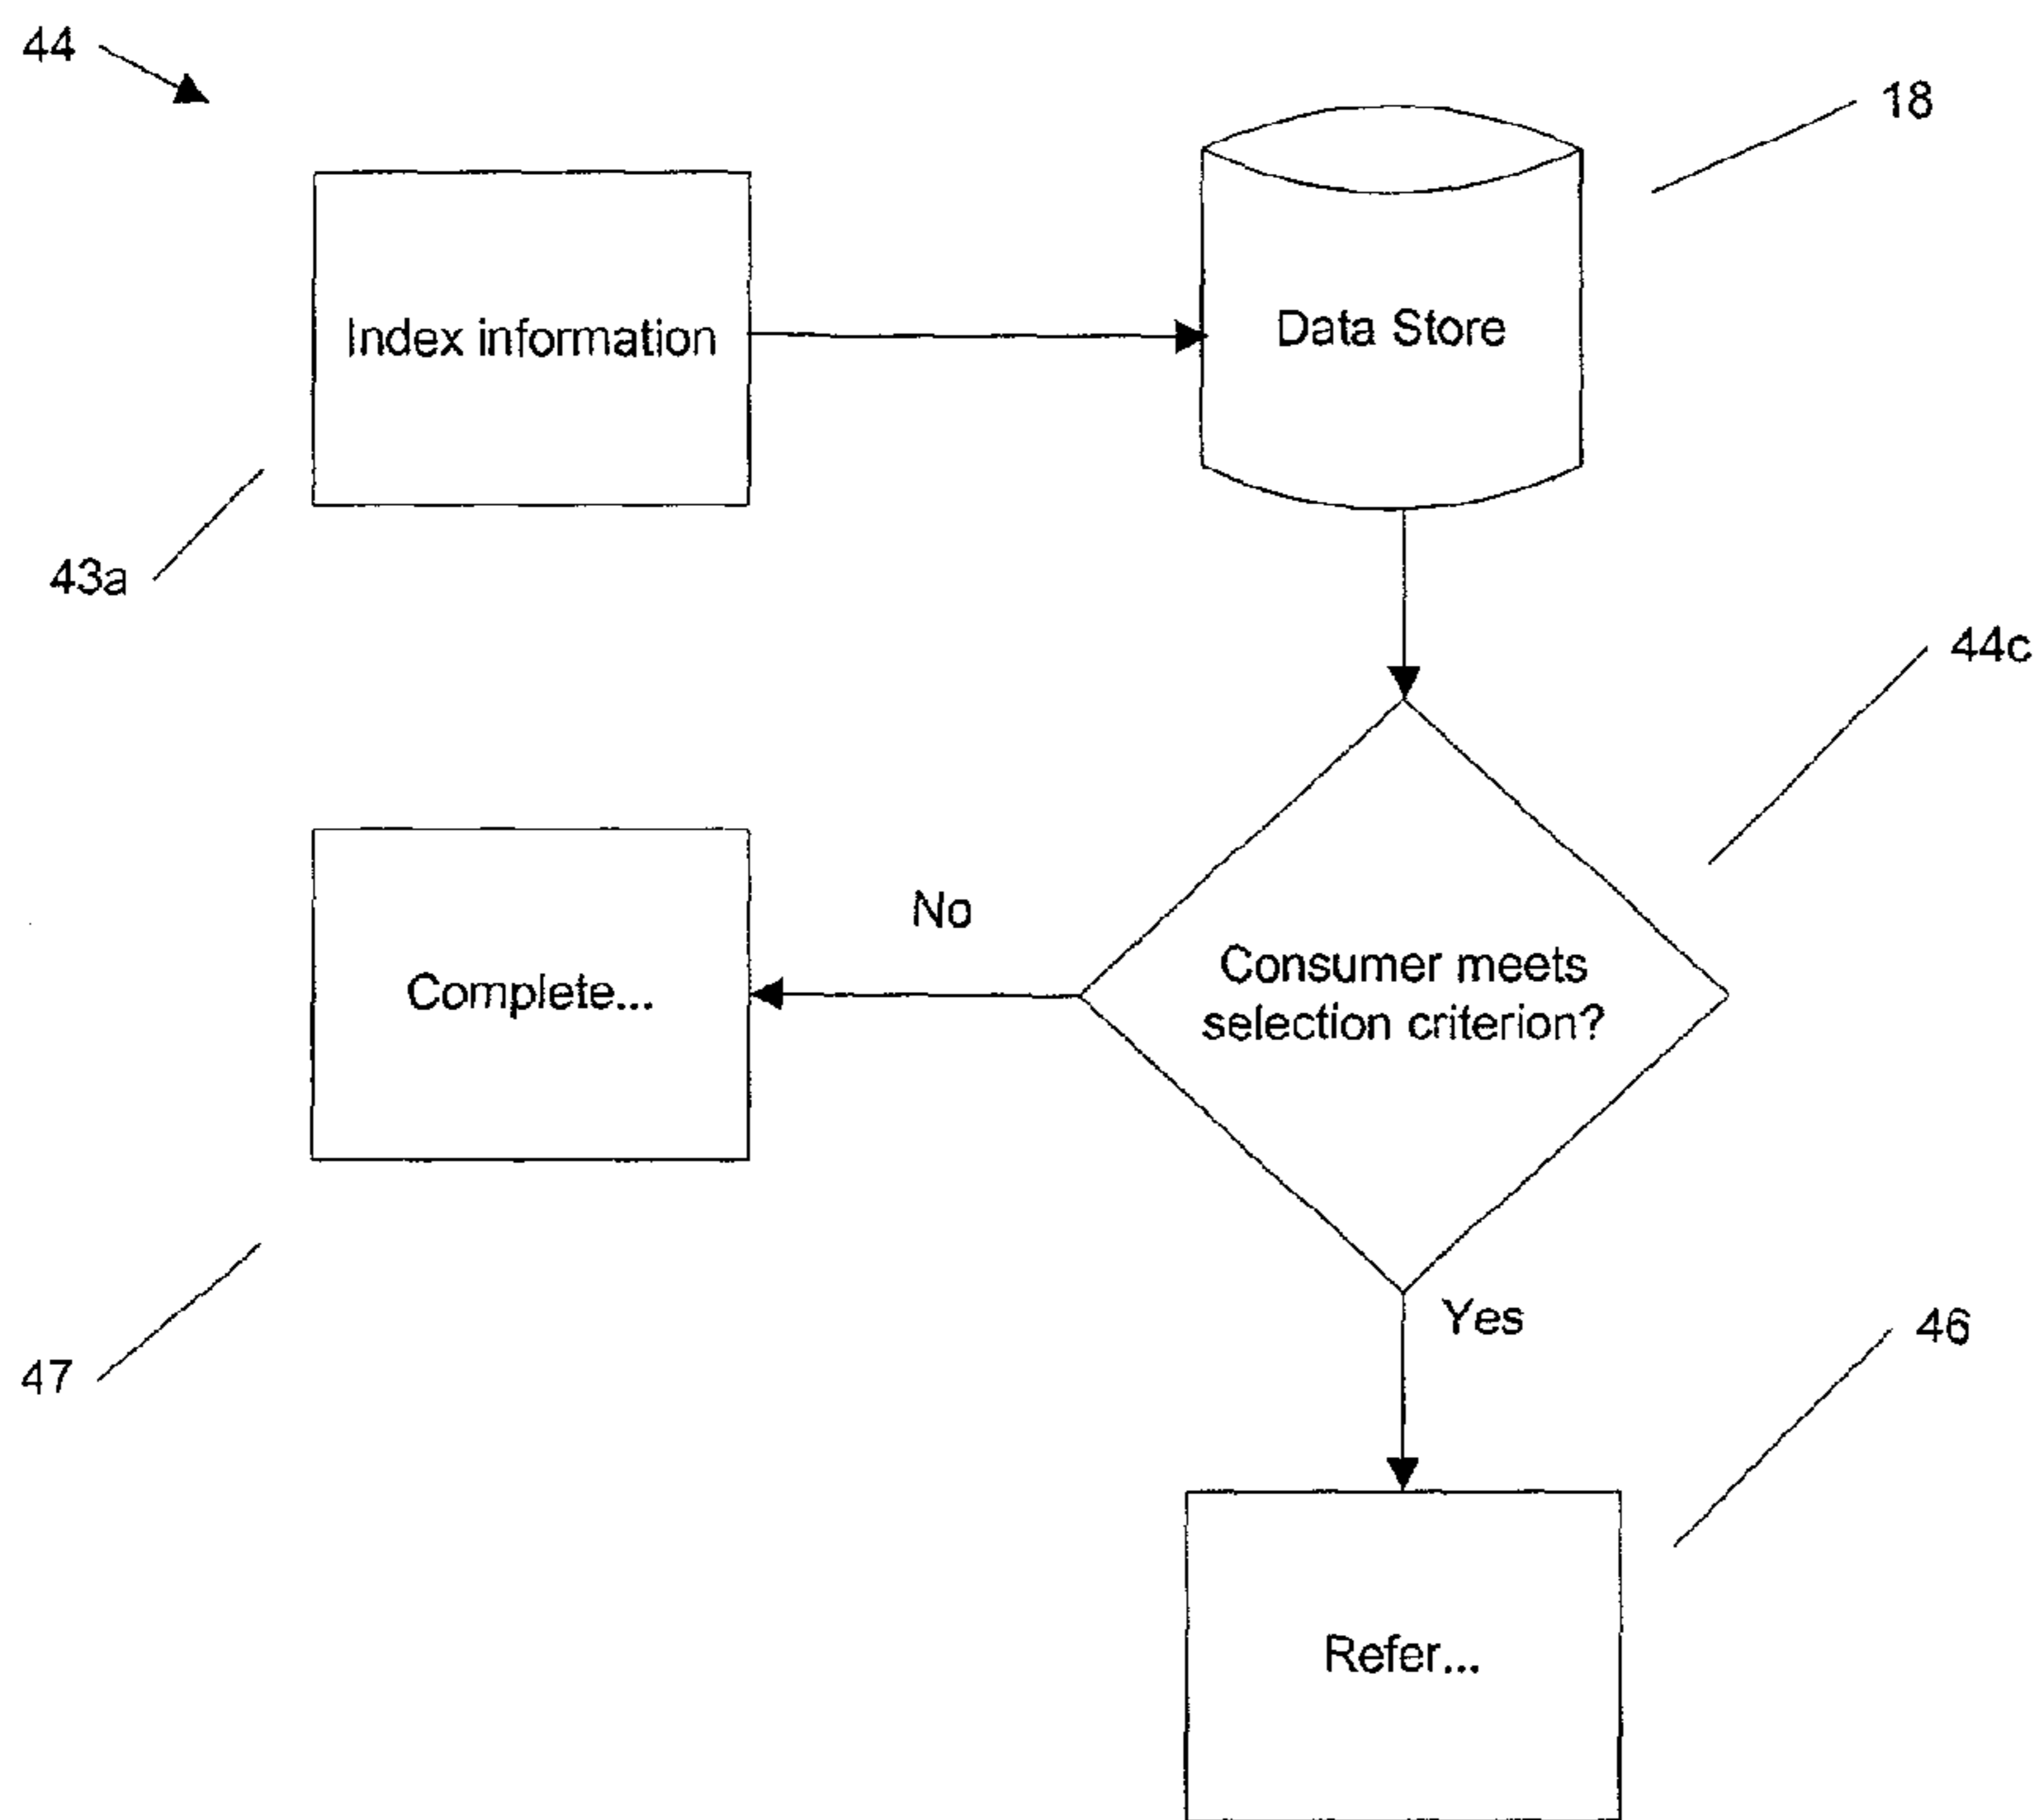 44
18
Index information
Data Store
43a
44c
No
Complete...
Consumer meets
selection criterion?
Yes
46
47
Refer...